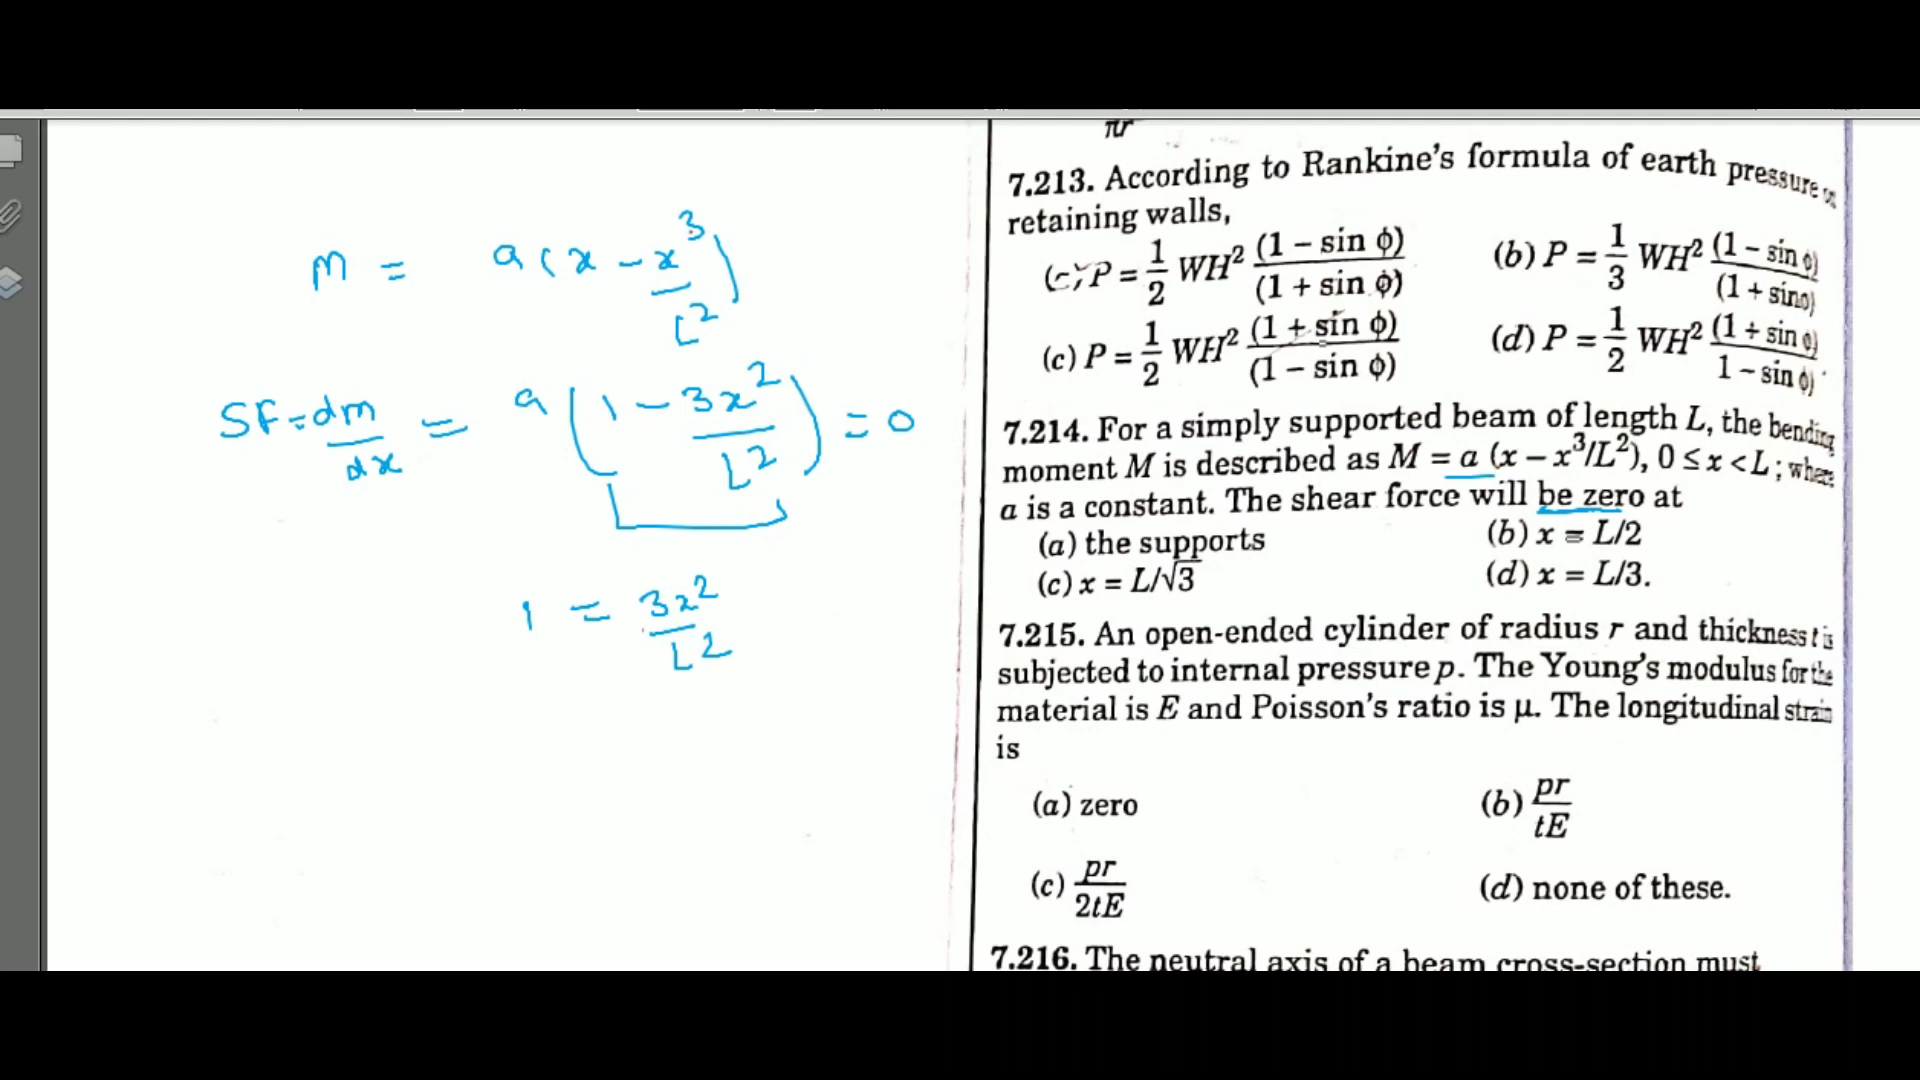 M = a(x - x³/L²)
SF = dm/dx = a(1 - 3x²/L²) = 0
1 = 3x²/L²
πr
7.213. According to Rankine's formula of earth pressure on
retaining walls,
P = 1/2 WH² (1 – sin ϕ)/(1 + sin ϕ) (b) P = 1/3 WH² (1 – sin ϕ)/(1 + sin ϕ)
(c) P = 1/2 WH² (1 + sin ϕ)/(1 – sin ϕ) (d) P = 1/2 WH² (1 + sin ϕ)/1 – sin ϕ)
7.214. For a simply supported beam of length L, the bending
moment M is described as M = a (x – x³/L²), 0 ≤ x < L ; where
a is a constant. The shear force will be zero at
(a) the supports (b) x = L/2
(c) x = L/√3 (d) x = L/3.
7.215. An open-ended cylinder of radius r and thickness t is
subjected to internal pressure p. The Young's modulus for the
material is E and Poisson's ratio is μ. The longitudinal strain
is
(a) zero (b) pr/tE
(c) pr/2tE (d) none of these.
7.216. The neutral axis of a beam cross-section must